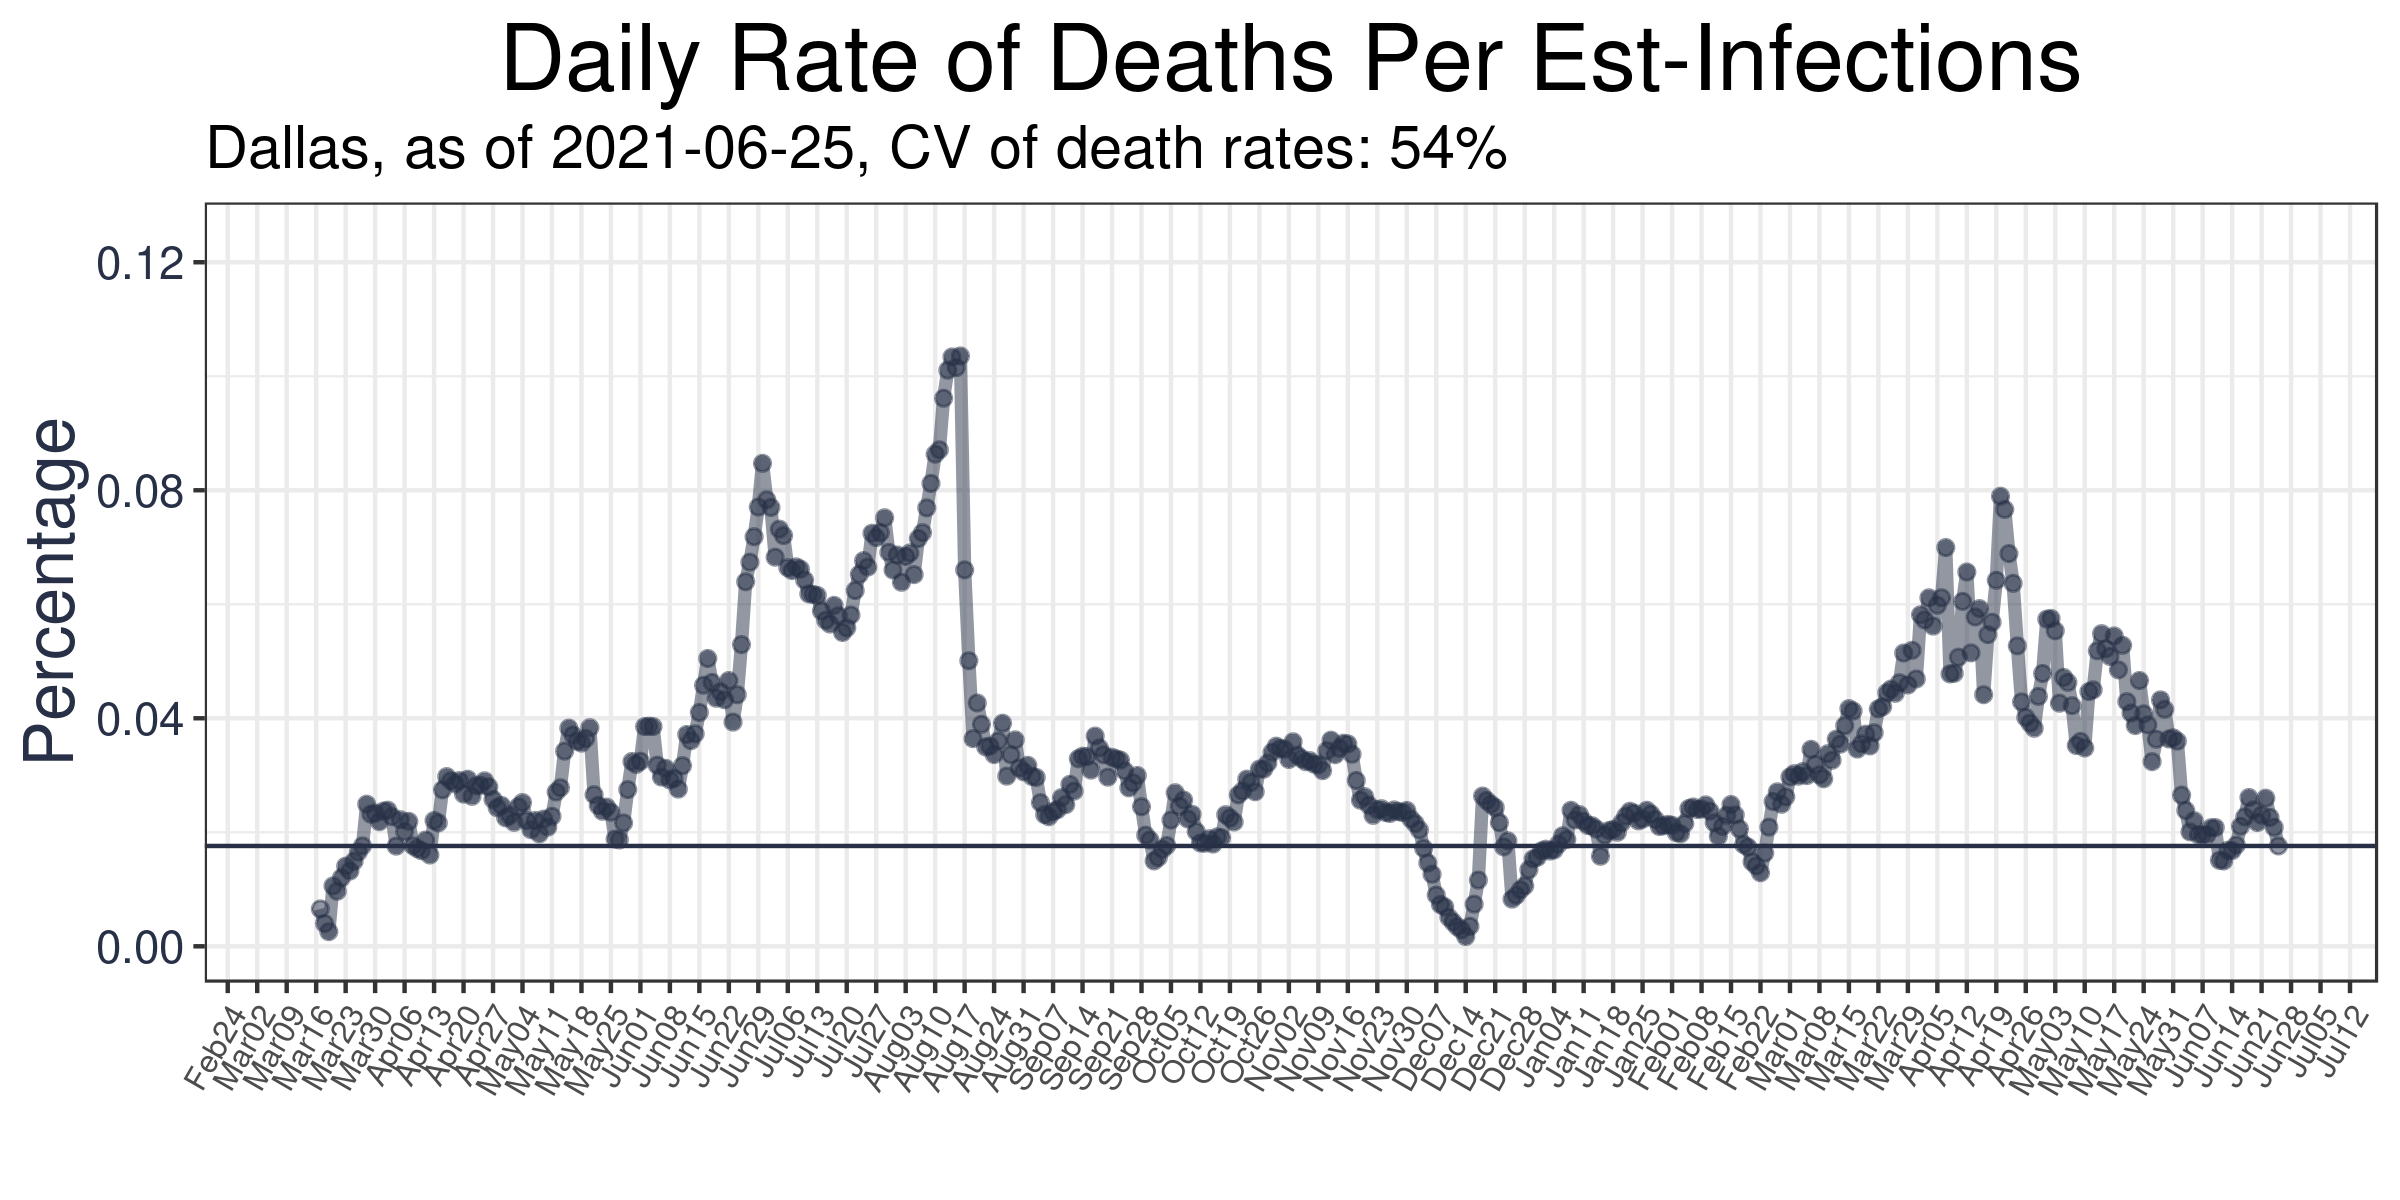 Daily Rate of Deaths Per Est-Infections
Dallas, as of 2021-06-25, CV of death rates: 54%
Percentage
0.12
0.08
0.04
0.00
Feb24
Mar02
Mar09
Mar16
Mar23
Mar30
Apr06
Apr13
Apr20
Apr27
May04
May11
May18
May25
Jun01
Jun08
Jun15
Jun22
Jun29
Jul06
Jul13
Jul20
Jul27
Aug03
Aug10
Aug17
Aug24
Aug31
Sep07
Sep14
Sep21
Sep28
Oct05
Oct12
Oct19
Oct26
Nov02
Nov09
Nov16
Nov23
Nov30
Dec07
Dec14
Dec21
Dec28
Jan04
Jan11
Jan18
Jan25
Feb01
Feb08
Feb15
Feb22
Mar01
Mar08
Mar15
Mar22
Mar29
Apr05
Apr12
Apr19
Apr26
May03
May10
May17
May24
May31
Jun07
Jun14
Jun21
Jun28
Jul05
Jul12